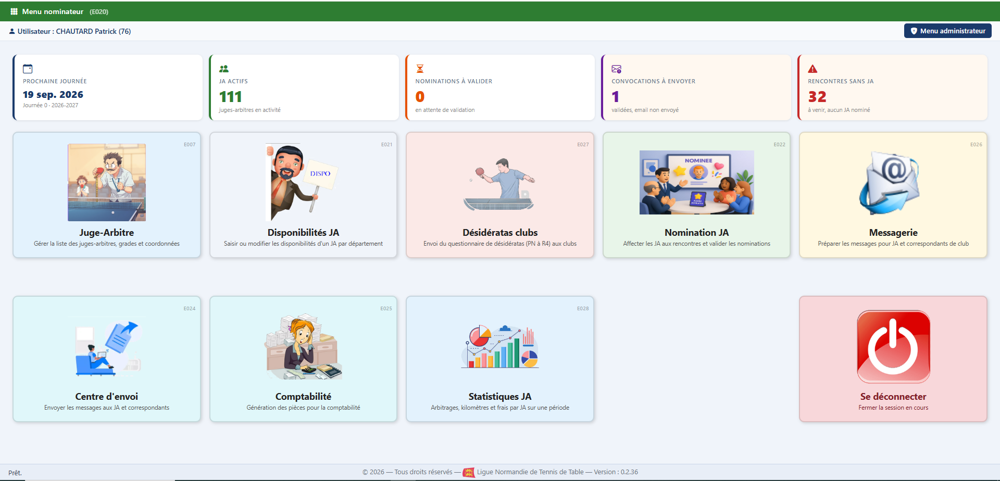 Menu nominateur (E020)
Utilisateur : CHAUTARD Patrick (76)
Menu administrateur
PROCHAINE JOURNÉE
19 sep. 2026
Journée 0 · 2026-2027
JA ACTIFS
111
juges-arbitres en activité
NOMINATIONS À VALIDER
0
en attente de validation
CONVOCATIONS À ENVOYER
1
validées, email non envoyé
RENCONTRES SANS JA
32
à venir, aucun JA nominé
E007
Juge-Arbitre
Gérer la liste des juges-arbitres, grades et coordonnées
E021
DISPO
Disponibilités JA
Saisir ou modifier les disponibilités d'un JA par département
E027
Désidératas clubs
Envoi du questionnaire de désidératas (PN à R4) aux clubs
E022
NOMINEE
Nomination JA
Affecter les JA aux rencontres et valider les nominations
E026
@
Messagerie
Préparer les messages pour JA et correspondants de club
E024
Centre d'envoi
Envoyer les messages aux JA et correspondants
E025
Comptabilité
Génération des pièces pour la comptabilité
E028
Statistiques JA
Arbitrages, kilomètres et frais par JA sur une période
Se déconnecter
Fermer la session en cours
Prêt.
© 2026 — Tous droits réservés — Ligue Normandie de Tennis de Table — Version : 0.2.36